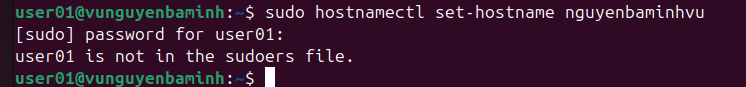 user01@vunguyenbaminh:~$ sudo hostnamectl set-hostname nguyenbaminhvu
[sudo] password for user01:
user01 is not in the sudoers file.
user01@vunguyenbaminh:~$